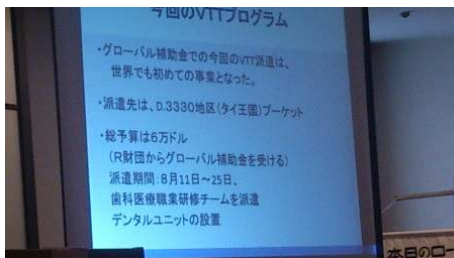 今回のVTTプログラム
・グローバル補助金での今回のVTT派遣は、
世界でも初めての事業となった。
・派遣先は、D.3330地区(タイ王国)プーケット
・総予算は6万ドル
(R財団からグローバル補助金を受ける)
派遣期間:8月11日~25日、
歯科医療職業研修チームを派遣
デンタルユニットの設置
本日のロー